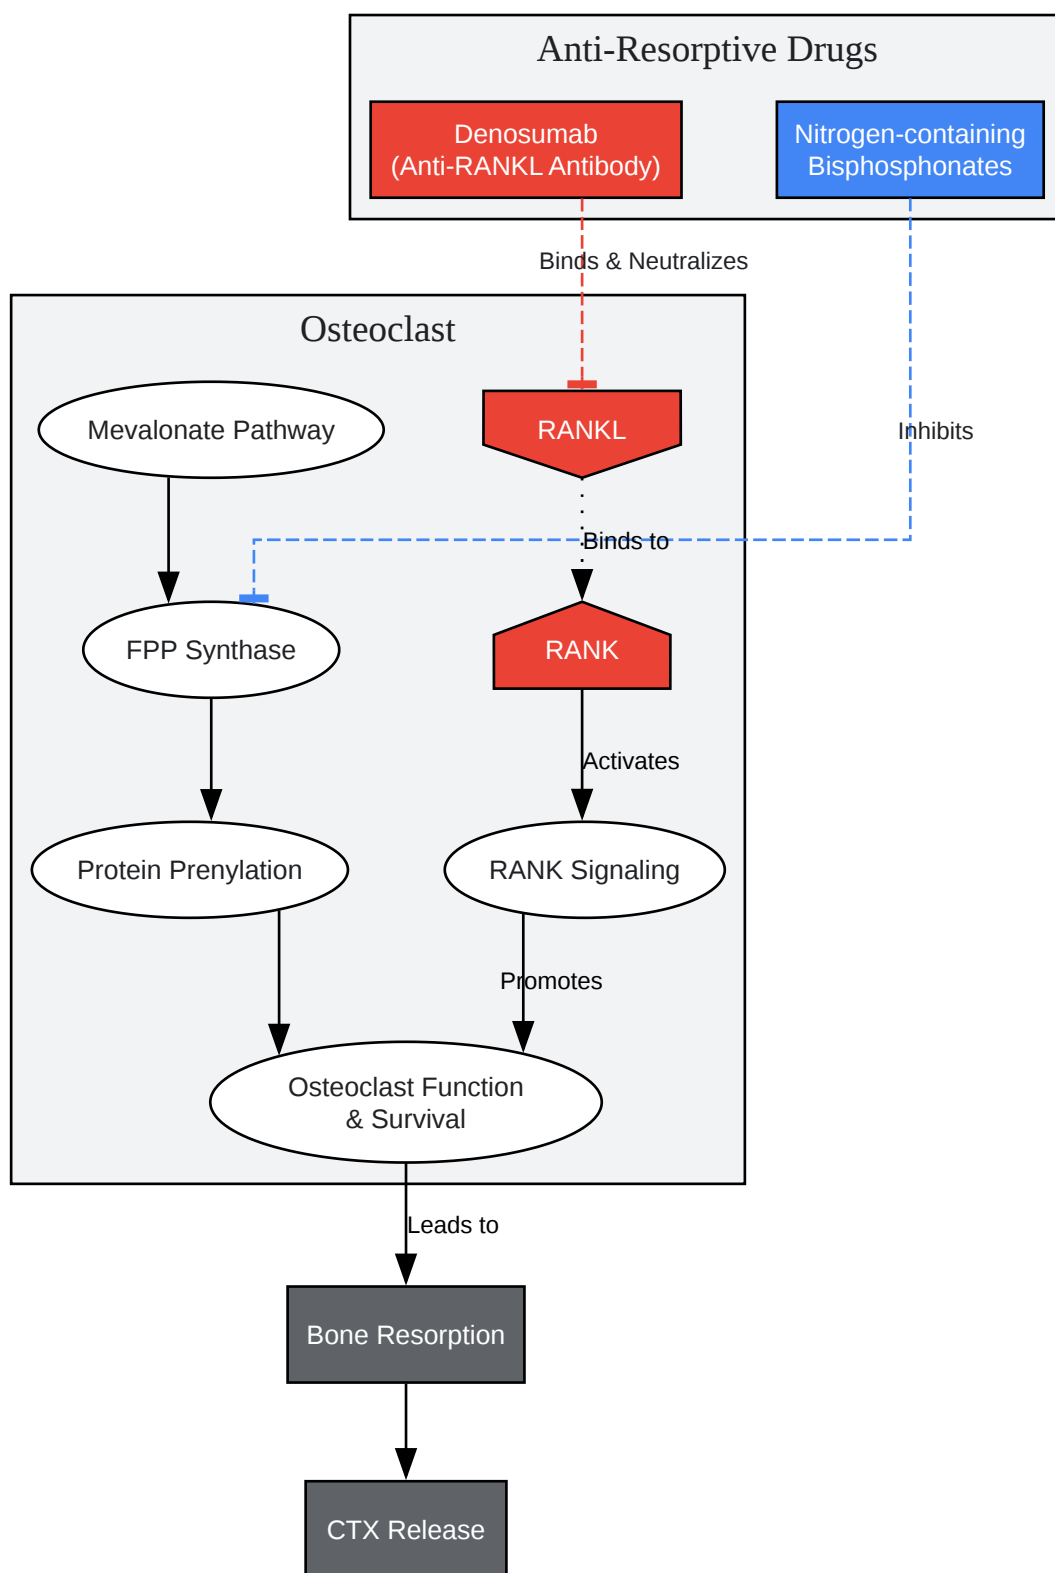 Anti-Resorptive Drugs
Denosumab
(Anti-RANKL Antibody)
Nitrogen-containing
Bisphosphonates
Binds & Neutralizes
Osteoclast
Mevalonate Pathway
RANKL
Inhibits
Binds to
FPP Synthase
RANK
Activates
Protein Prenylation
RANK Signaling
Promotes
Osteoclast Function
& Survival
Leads to
Bone Resorption
CTX Release